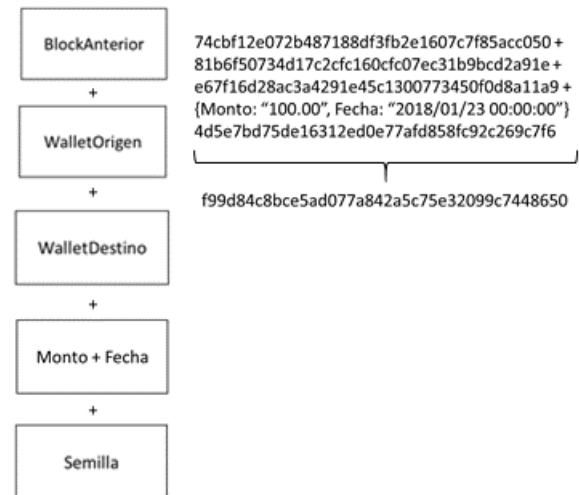 BlockAnterior
+
WalletOrigen
+
WalletDestino
+
Monto + Fecha
+
Semilla
74cbf12e072b487188df3fb2e1607c7f85acc050 +
81b6f50734d17c2cfc160cfc07ec31b9bcd2a91e +
e67f16d28ac3a4291e45c1300773450f0d8a11a9 +
{Monto: “100.00”, Fecha: “2018/01/23 00:00:00”}
4d5e7bd75de16312ed0e77afd858fc92c269c7f6
f99d84c8bce5ad077a842a5c75e32099c7448650